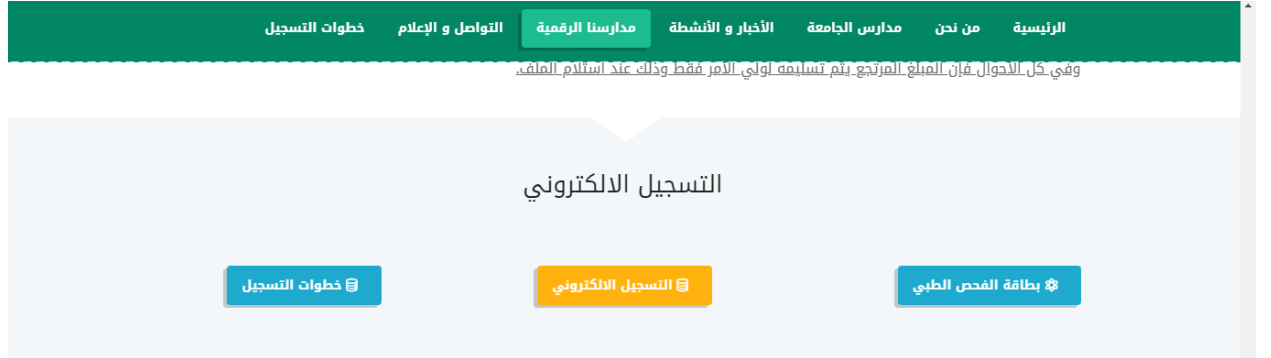 الرئيسية من نحن مدارس الجامعة الأخبار و الأنشطة مدارسنا الرقمية التواصل و الإعلام خطوات التسجيل
وفي كل الأحوال فإن المبلغ المرتجع يتم تسليمه لولي الأمر فقط وذلك عند استلام الملف.
التسجيل الالكتروني
بطاقة الفحص الطبي التسجيل الالكتروني خطوات التسجيل